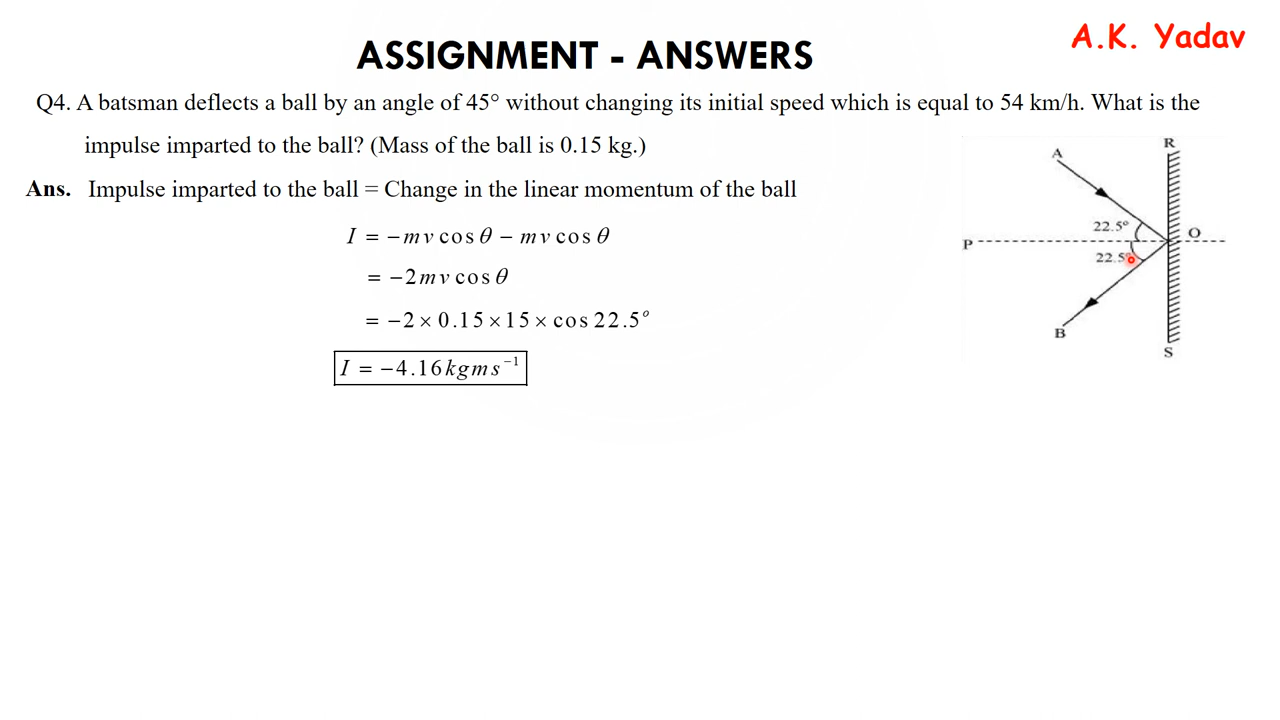 A.K. Yadav
ASSIGNMENT - ANSWERS
Q4. A batsman deflects a ball by an angle of 45° without changing its initial speed which is equal to 54 km/h. What is the
impulse imparted to the ball? (Mass of the ball is 0.15 kg.)
Ans. Impulse imparted to the ball = Change in the linear momentum of the ball
I = −mv cos θ − mv cos θ
= −2mv cos θ
= −2 × 0.15 × 15 × cos 22.5°
I = −4.16 kgms⁻¹
R
A
22.5°
O
P
22.5°
B
S